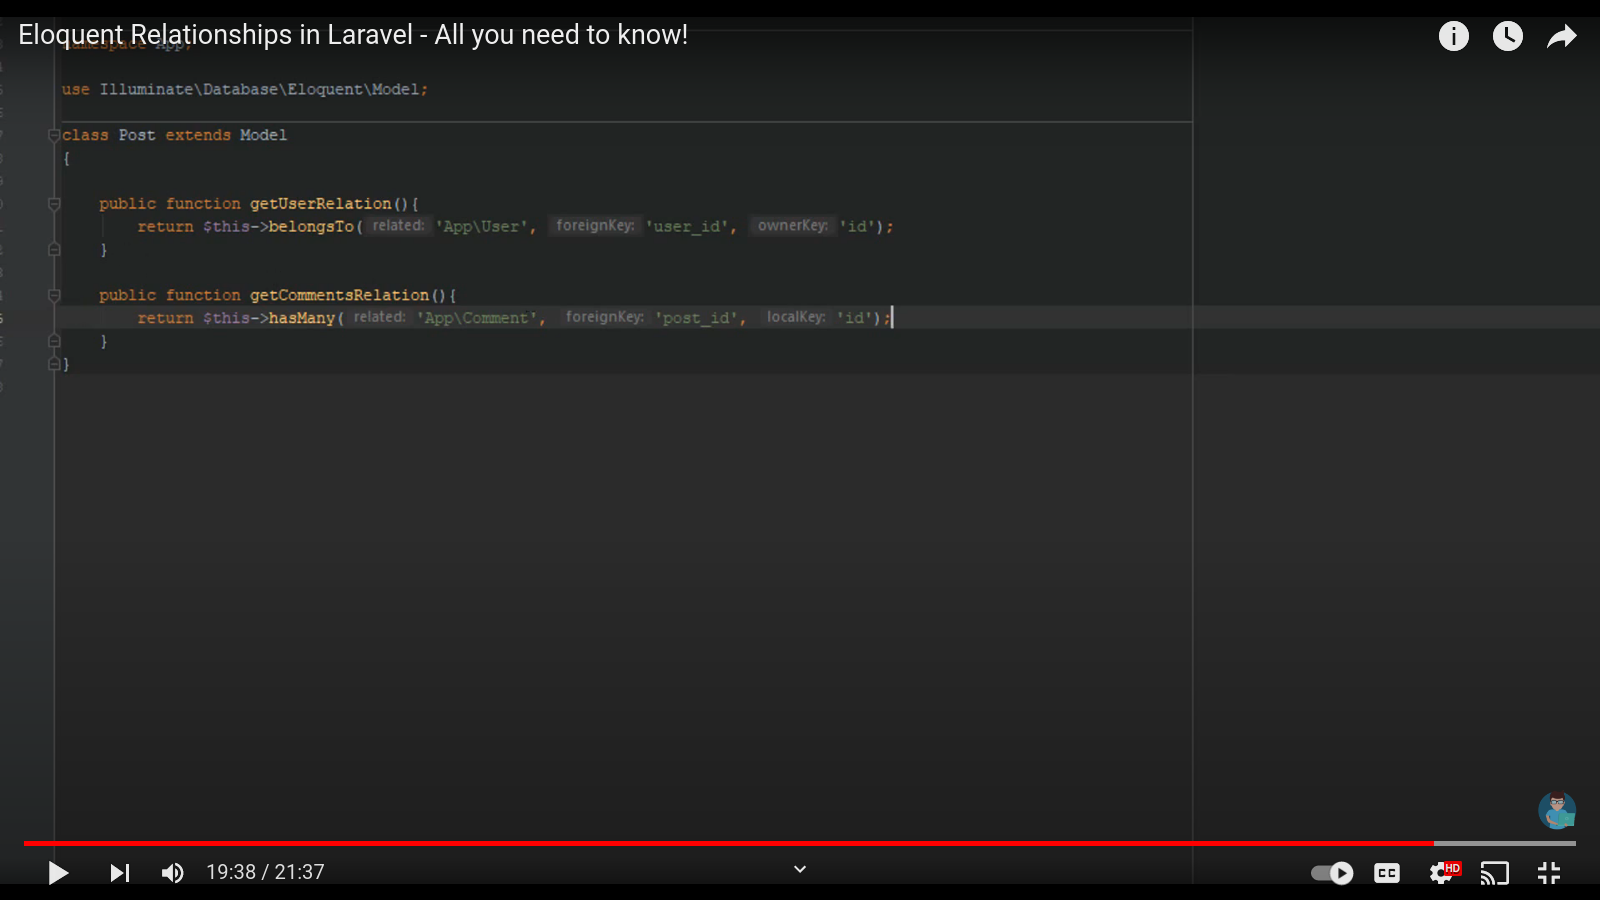 Eloquent Relationships in Laravel - All you need to know!
namespace App;
use Illuminate\Database\Eloquent\Model;
class Post extends Model
{
public function getUserRelation(){
return $this->belongsTo( related: 'App\User', foreignKey: 'user_id', ownerKey: 'id');
}
public function getCommentsRelation(){
return $this->hasMany( related: 'App\Comment', foreignKey: 'post_id', localKey: 'id');
}
}
19:38 / 21:37
CC
HD